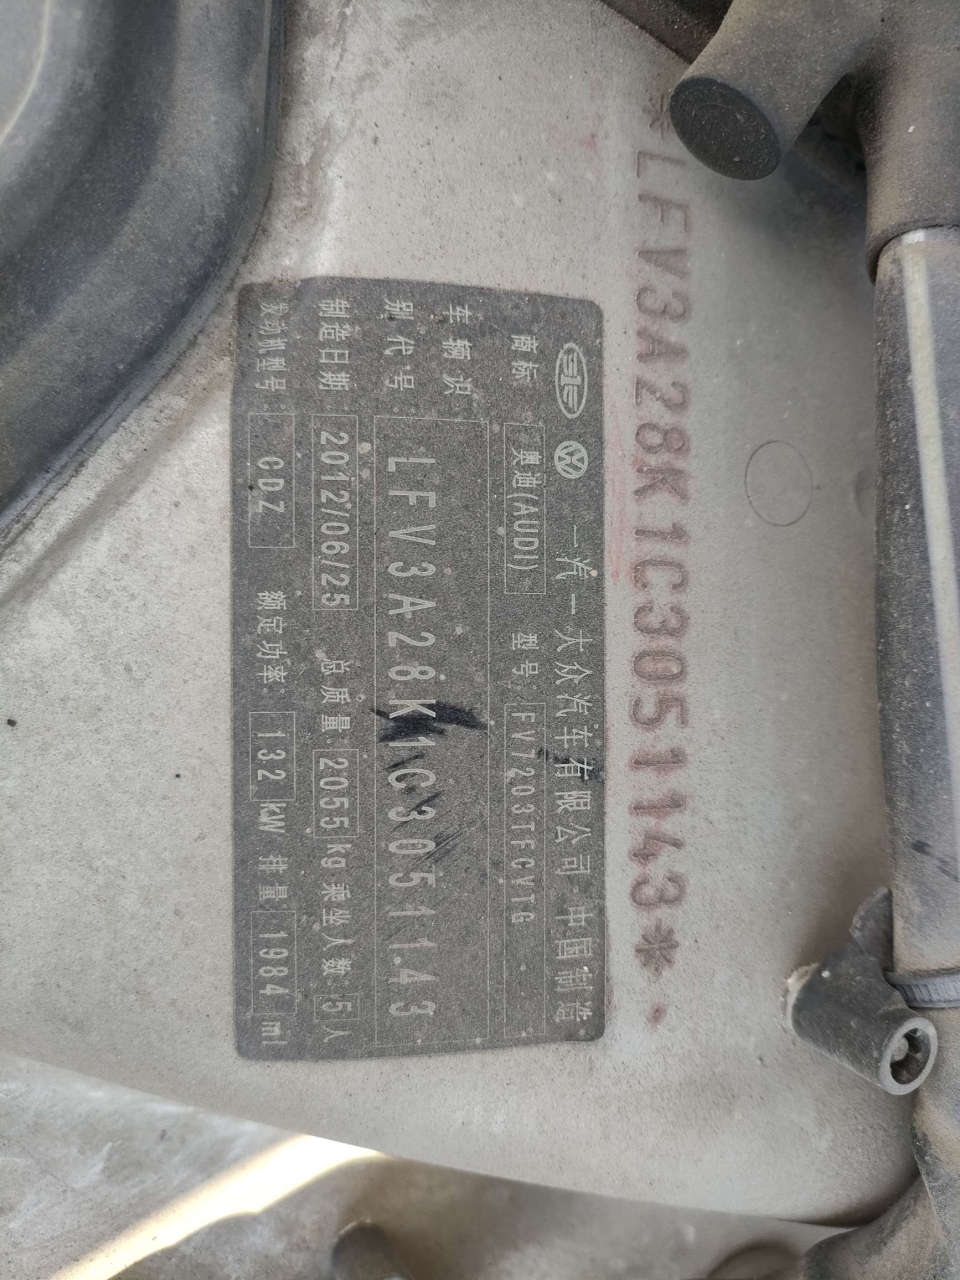 *LFV3A28K1C3051143*
一汽一大众汽车有限公司 中国制造
商标 奥迪(AUDI) 型号 FV7203TFCVTG
车辆识别代号 LFV3A28K1C3051143
制造日期 2012/06/25 总质量: 2055 kg 乘坐人数: 5 人
发动机型号 CDZ 额定功率: 132 kW 排量 1984 ml